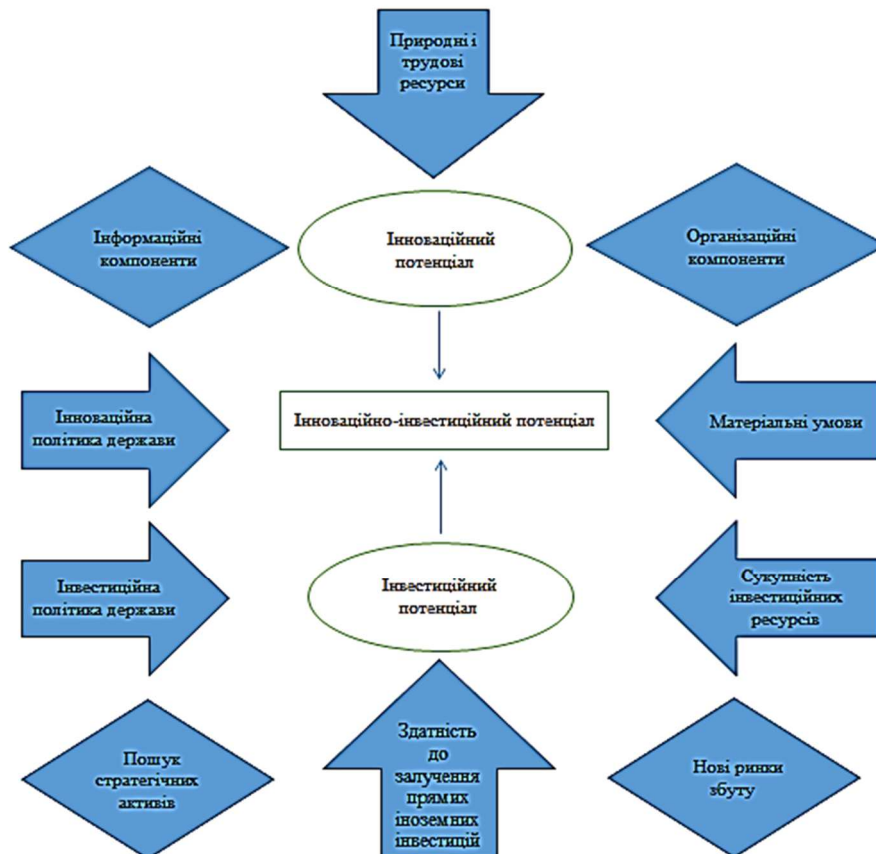 Природні і
трудові
ресурси
Інформаційні
компоненти
Інноваційний
потенціал
Організаційні
компоненти
Інноваційна
політика держави
Інноваційно-інвестиційний потенціал
Матеріальні умови
Інвестиційна
політика держави
Інвестиційний
потенціал
Сукупність
інвестиційних
ресурсів
Пошук
стратегічних
активів
Здатність
до
залучення
прямих
іноземних
інвестицій
Нові ринки
збуту